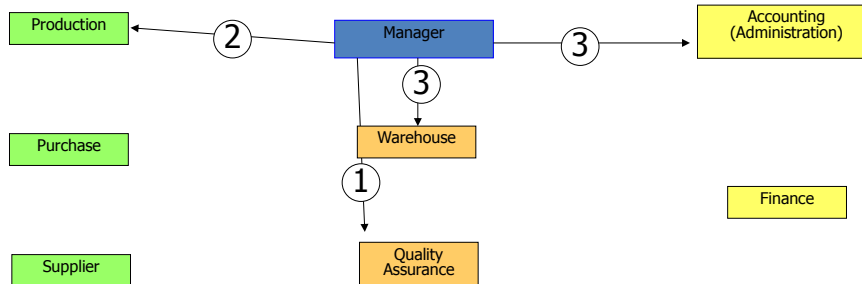 Production
2
Manager
3
Accounting
(Administration)
3
Warehouse
Purchase
1
Finance
Supplier
Quality
Assurance